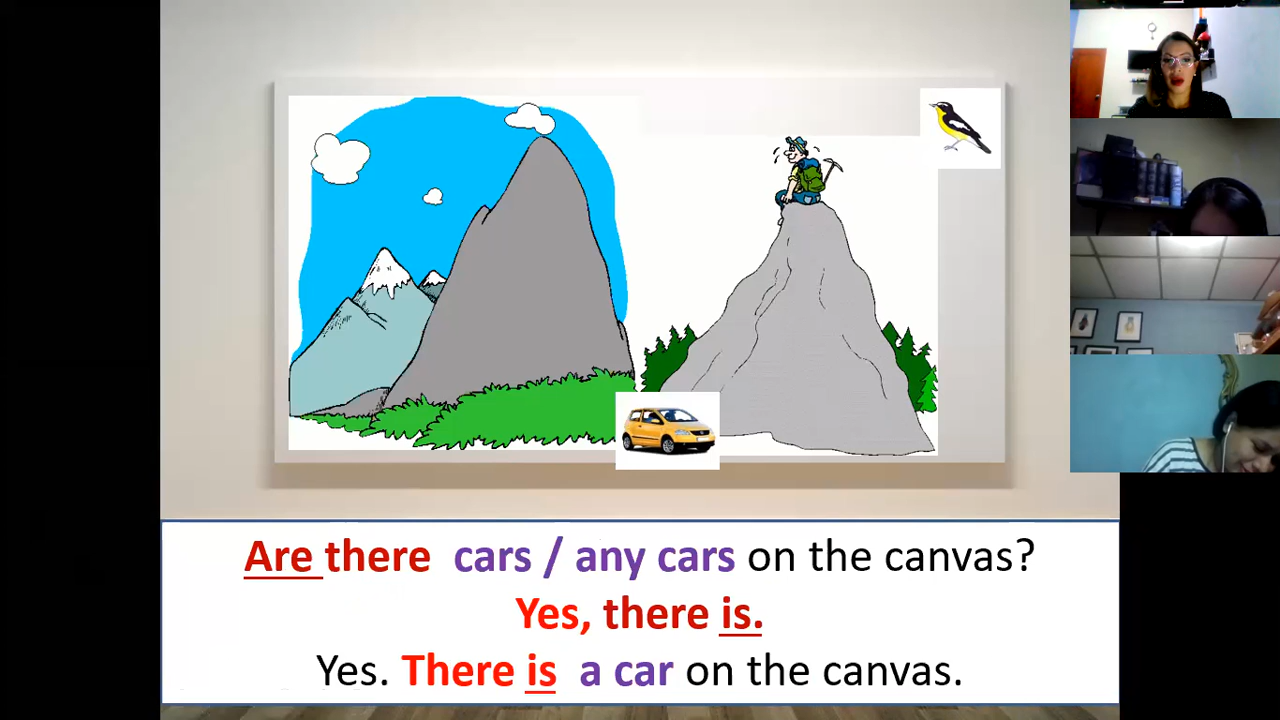 Are there cars / any cars on the canvas?
Yes, there is.
Yes. There is a car on the canvas.